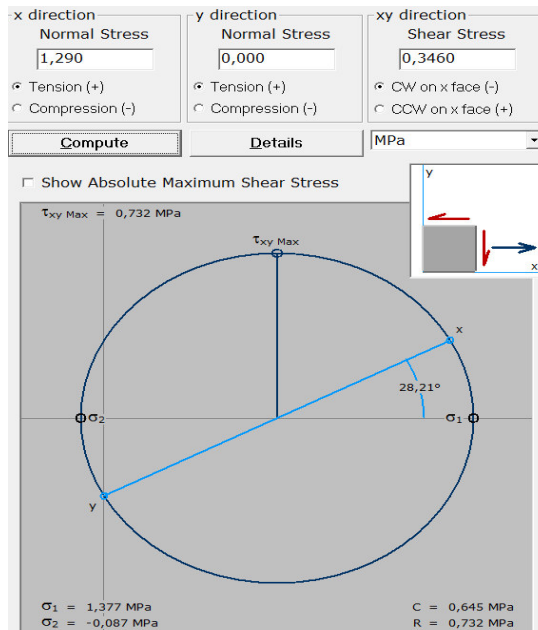 x direction
Normal Stress
1,290
Tension (+)
Compression (-)
y direction
Normal Stress
0,000
Tension (+)
Compression (-)
xy direction
Shear Stress
0,3460
CW on x face (-)
CCW on x face (+)
Compute
Details
MPa
Show Absolute Maximum Shear Stress
y
x
τxy Max = 0,732 MPa
τxy Max
x
28,21°
σ2
σ1
y
σ1 = 1,377 MPa
σ2 = -0,087 MPa
C = 0,645 MPa
R = 0,732 MPa